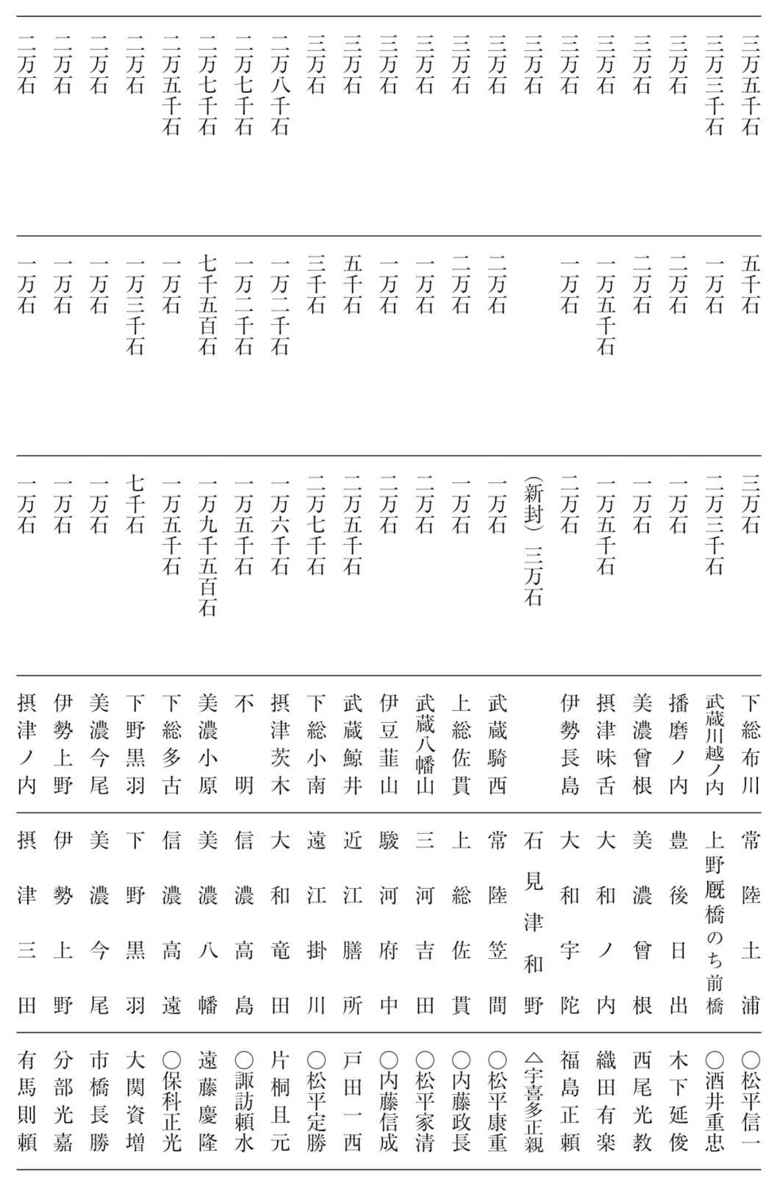 三万五千石　五千石　三万石　下総布川　常陸土浦　〇松平信一
三万三千石　一万石　二万三千石　武蔵川越ノ内　上野厩橋のち前橋　〇酒井重忠
三万石　二万石　一万石　播磨ノ内　豊後日出　木下延俊
三万石　二万石　一万石　美濃曾根　美濃曾根　西尾光教
三万石　一万五千石　一万五千石　摂津味舌　大和ノ内　織田有楽
三万石　一万石　二万石　伊勢長島　大和宇陀　福島正頼
三万石　（新封）三万石　石見津和野　△宇喜多正親
三万石　二万石　一万石　武蔵騎西　常陸笠間　〇松平康重
三万石　二万石　一万石　上総佐貫　上総佐貫　〇内藤政長
三万石　一万石　二万石　武蔵八幡山　三河吉田　〇松平家清
三万石　一万石　二万石　伊豆韮山　駿河府中　〇内藤信成
三万石　五千石　二万五千石　武蔵鯨井　近江膳所　戸田一西
三万石　三千石　二万七千石　下総小南　遠江掛川　〇松平定勝
二万八千石　一万二千石　一万六千石　摂津茨木　大和竜田　片桐且元
二万七千石　一万二千石　一万五千石　不明　信濃高島　〇諏訪頼水
二万七千石　七千五百石　一万九千五百石　美濃小原　美濃八幡　遠藤慶隆
二万五千石　一万石　一万五千石　下総多古　信濃高遠　〇保科正光
二万石　一万三千石　七千石　下野黒羽　下野黒羽　大関資増
二万石　一万石　一万石　美濃今尾　美濃今尾　市橋長勝
二万石　一万石　一万石　伊勢上野　伊勢上野　分部光嘉
二万石　一万石　一万石　摂津ノ内　摂津三田　有馬則頼